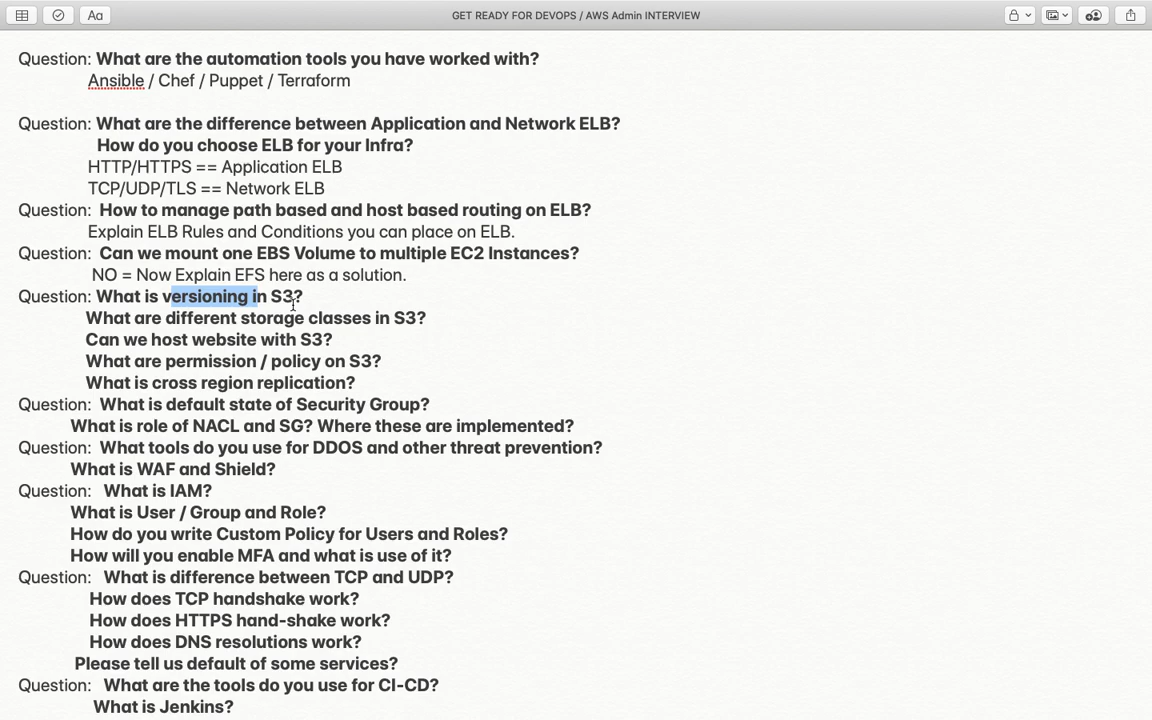 GET READY FOR DEVOPS / AWS Admin INTERVIEW
Aa
Question: What are the automation tools you have worked with?
Ansible / Chef / Puppet / Terraform
Question: What are the difference between Application and Network ELB?
How do you choose ELB for your Infra?
HTTP/HTTPS == Application ELB
TCP/UDP/TLS == Network ELB
Question: How to manage path based and host based routing on ELB?
Explain ELB Rules and Conditions you can place on ELB.
Question: Can we mount one EBS Volume to multiple EC2 Instances?
NO = Now Explain EFS here as a solution.
Question: What is versioning in S3?
What are different storage classes in S3?
Can we host website with S3?
What are permission / policy on S3?
What is cross region replication?
Question: What is default state of Security Group?
What is role of NACL and SG? Where these are implemented?
Question: What tools do you use for DDOS and other threat prevention?
What is WAF and Shield?
Question: What is IAM?
What is User / Group and Role?
How do you write Custom Policy for Users and Roles?
How will you enable MFA and what is use of it?
Question: What is difference between TCP and UDP?
How does TCP handshake work?
How does HTTPS hand-shake work?
How does DNS resolutions work?
Please tell us default of some services?
Question: What are the tools do you use for CI-CD?
What is Jenkins?